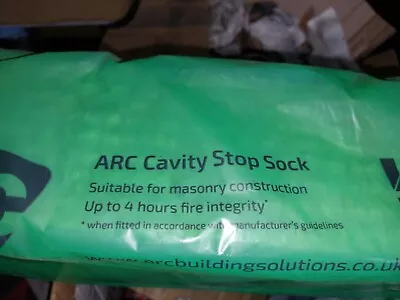 ARC Cavity Stop Sock
Suitable for masonry construction
Up to 4 hours fire integrity*
* when fitted in accordance with manufacturer's guidelines
www.arcbuildingsolutions.co.uk